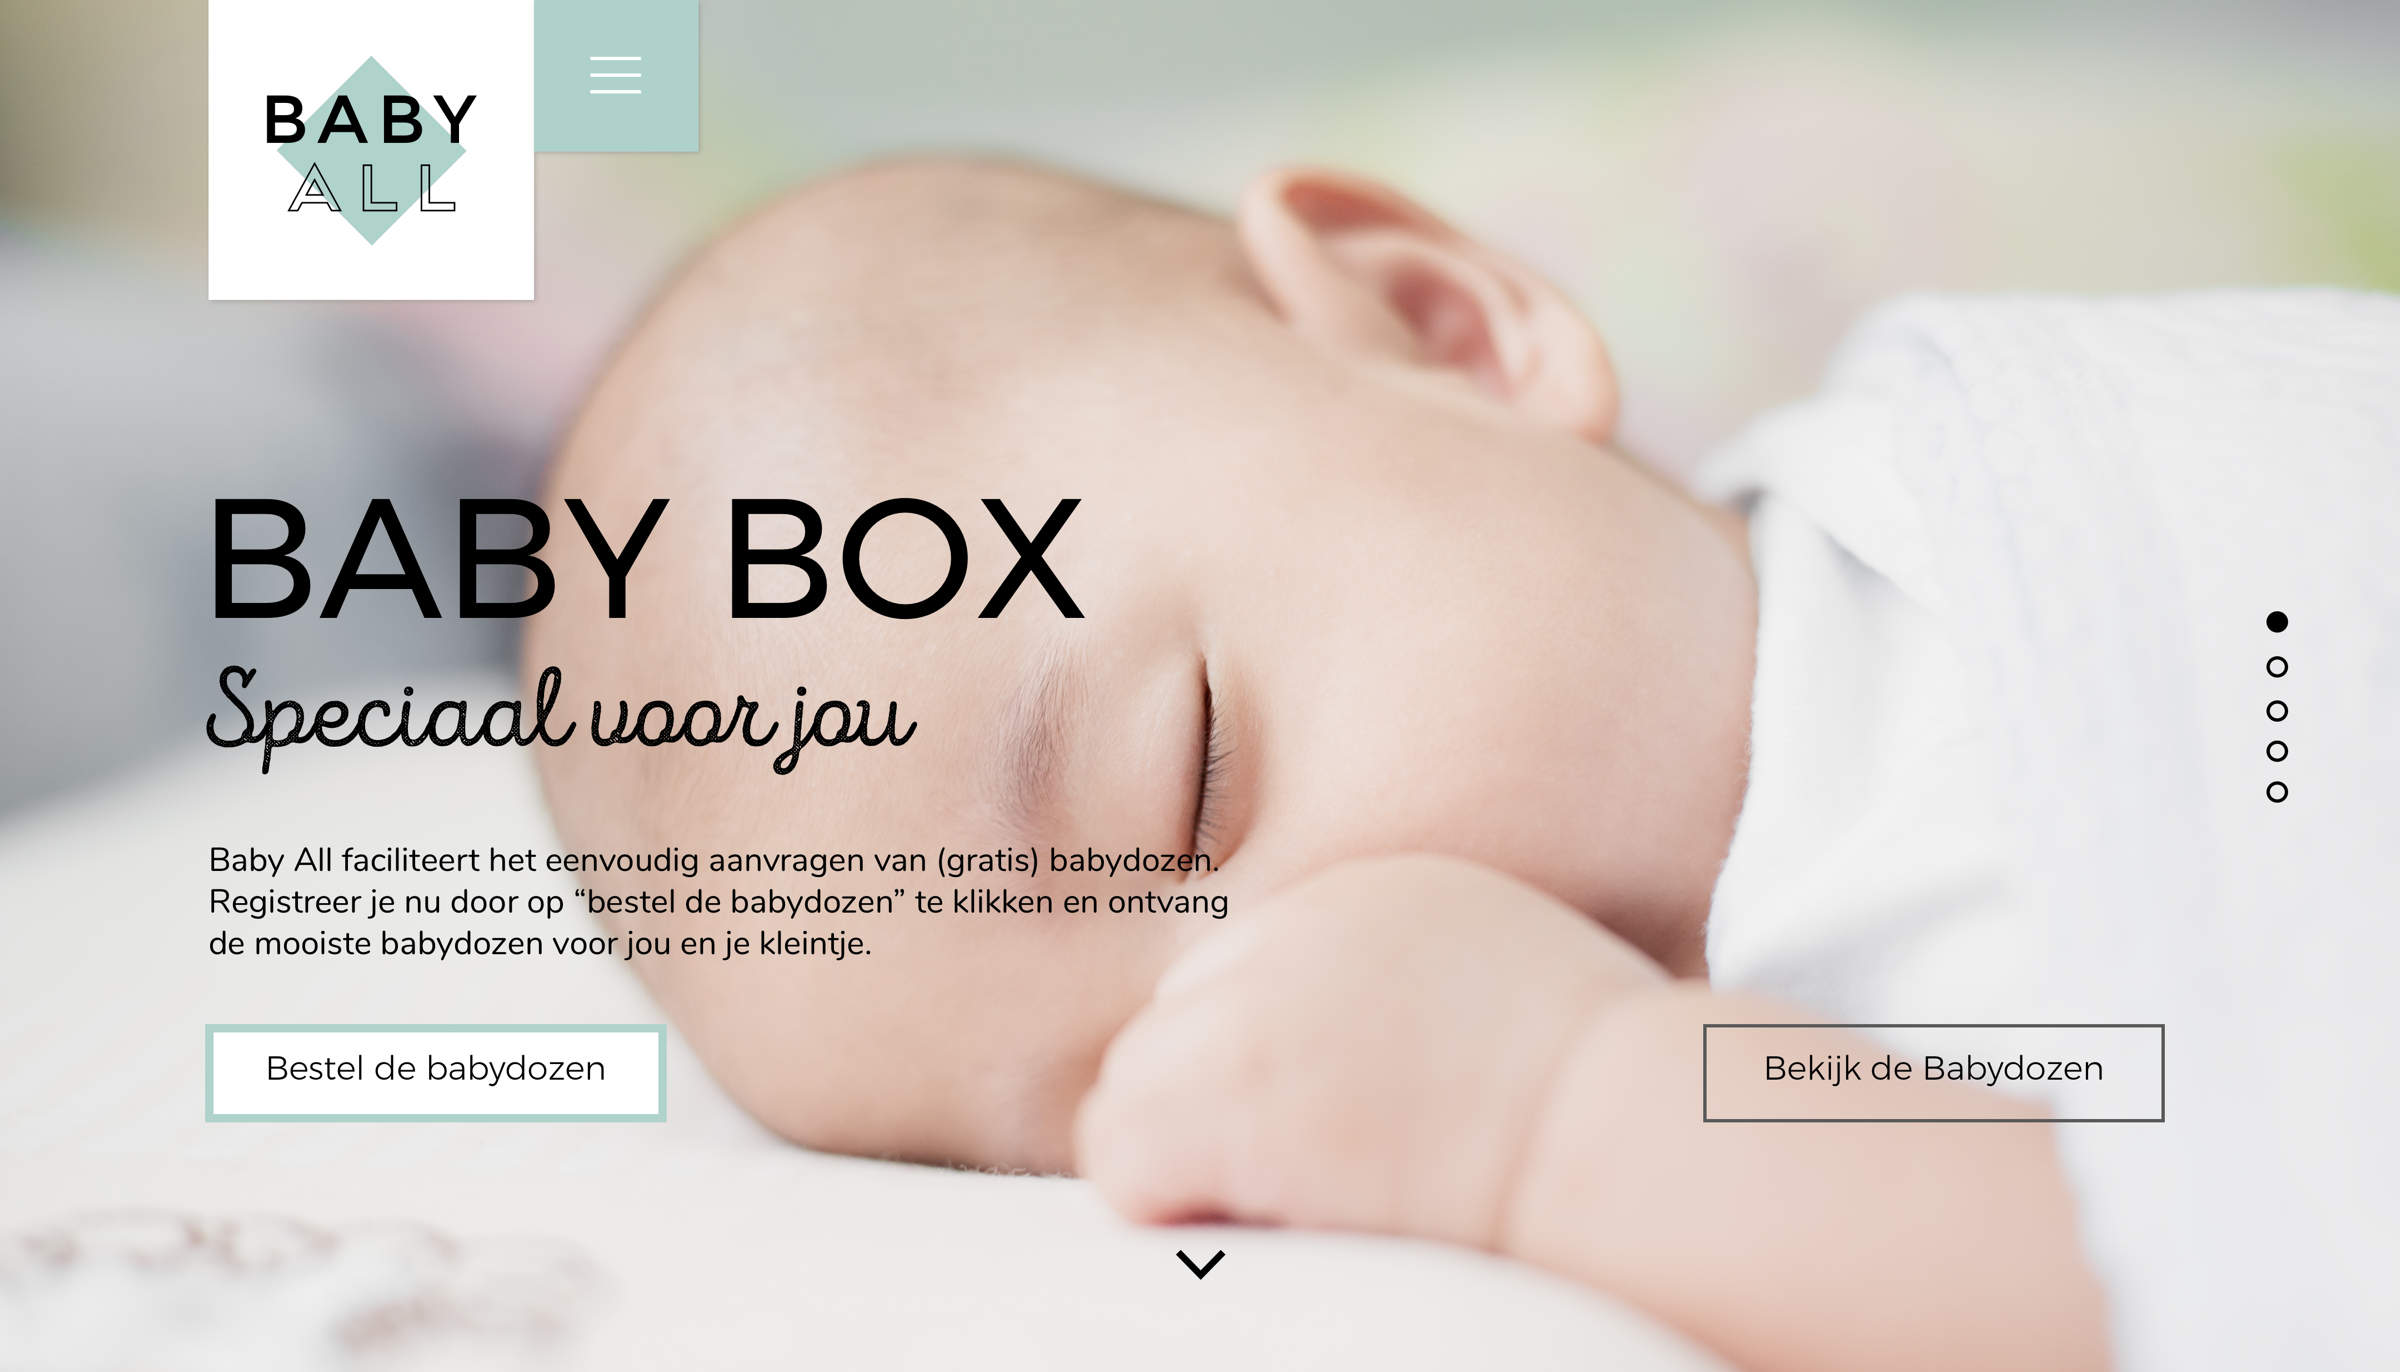 BABY
ALL
BABY BOX
Speciaal voor jou
Baby All faciliteert het eenvoudig aanvragen van (gratis) babydozen.
Registreer je nu door op “bestel de babydozen” te klikken en ontvang
de mooiste babydozen voor jou en je kleintje.
Bestel de babydozen
Bekijk de Babydozen